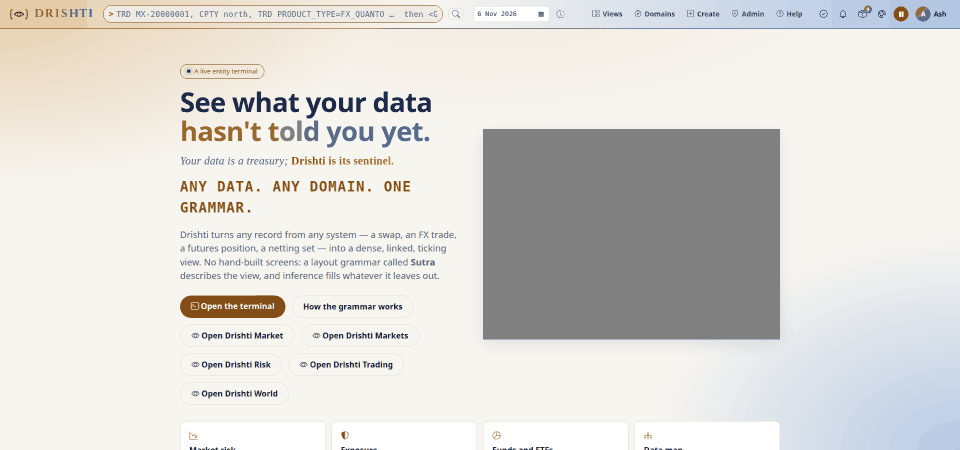 {👁} DRISHTI
> TRD MX-20000001, CPTY north, TRD PRODUCT_TYPE=FX_QUANTO … then <G
6 Nov 2026
Views
Domains
Create
Admin
Help
A Ash
A live entity terminal
See what your data
hasn't told you yet.
Your data is a treasury; Drishti is its sentinel.
ANY DATA. ANY DOMAIN. ONE
GRAMMAR.
Drishti turns any record from any system — a swap, an FX trade,
a futures position, a netting set — into a dense, linked, ticking
view. No hand-built screens: a layout grammar called Sutra
describes the view, and inference fills whatever it leaves out.
Open the terminal
How the grammar works
Open Drishti Market
Open Drishti Markets
Open Drishti Risk
Open Drishti Trading
Open Drishti World
Market risk
Exposure
Funds and ETFs
Data map